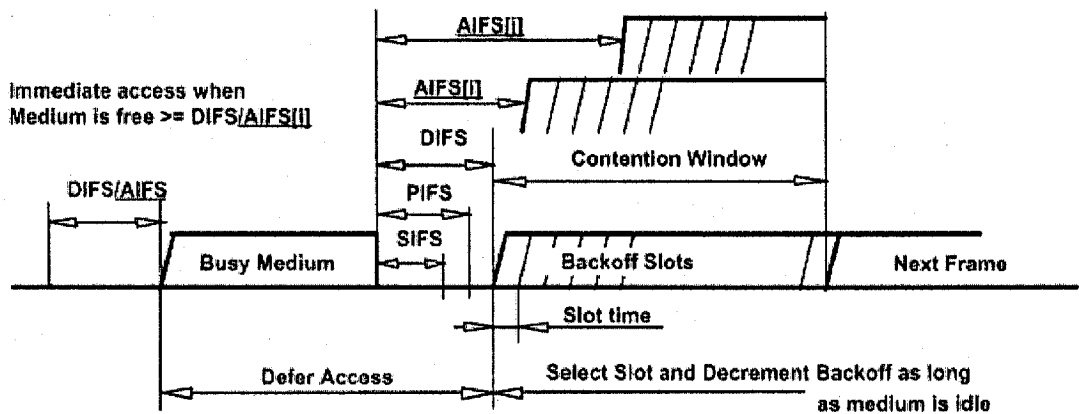 AIFS[j]
Immediate access when
Medium is free >= DIFS/AIFS[i]
AIFS[i]
DIFS
Contention Window
DIFS/AIFS
PIFS
SIFS
Busy Medium
Backoff Slots
Next Frame
Slot time
Defer Access
Select Slot and Decrement Backoff as long
as medium is idle